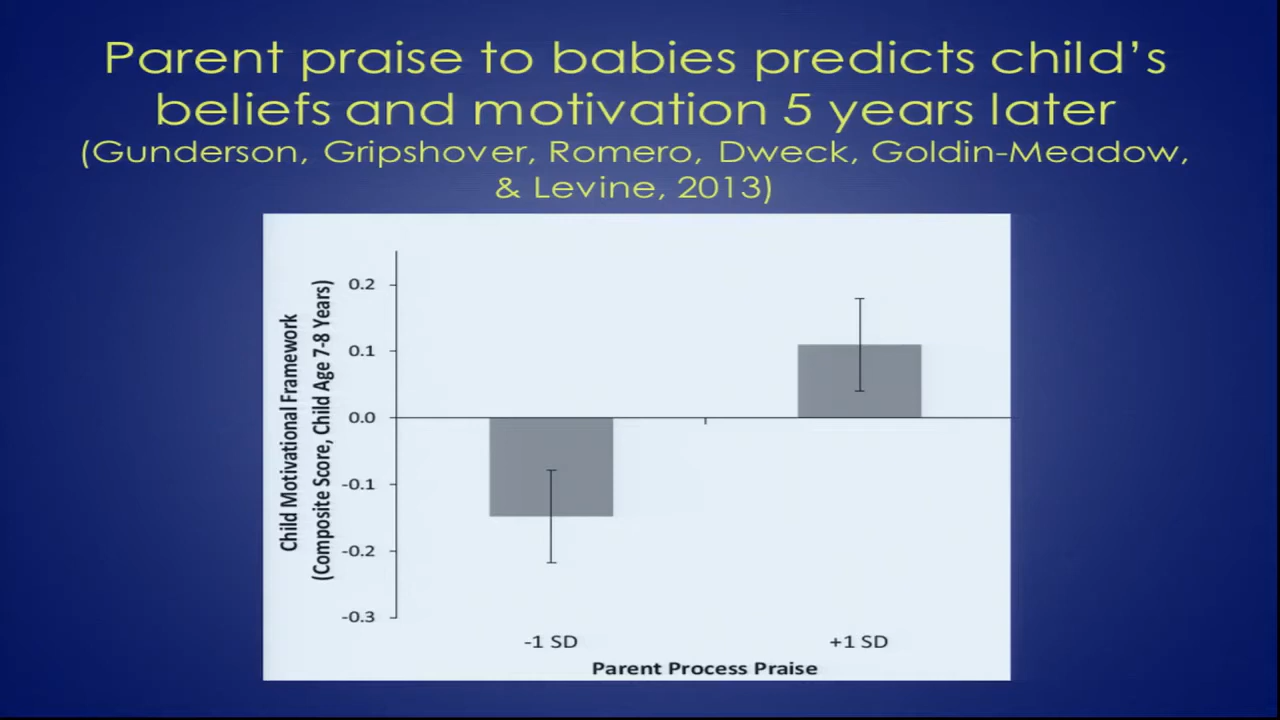 Parent praise to babies predicts child’s
beliefs and motivation 5 years later
(Gunderson, Gripshover, Romero, Dweck, Goldin-Meadow,
& Levine, 2013)
Child Motivational Framework
(Composite Score, Child Age 7-8 Years)
0.2
0.1
0.0
-0.1
-0.2
-0.3
-1 SD
+1 SD
Parent Process Praise